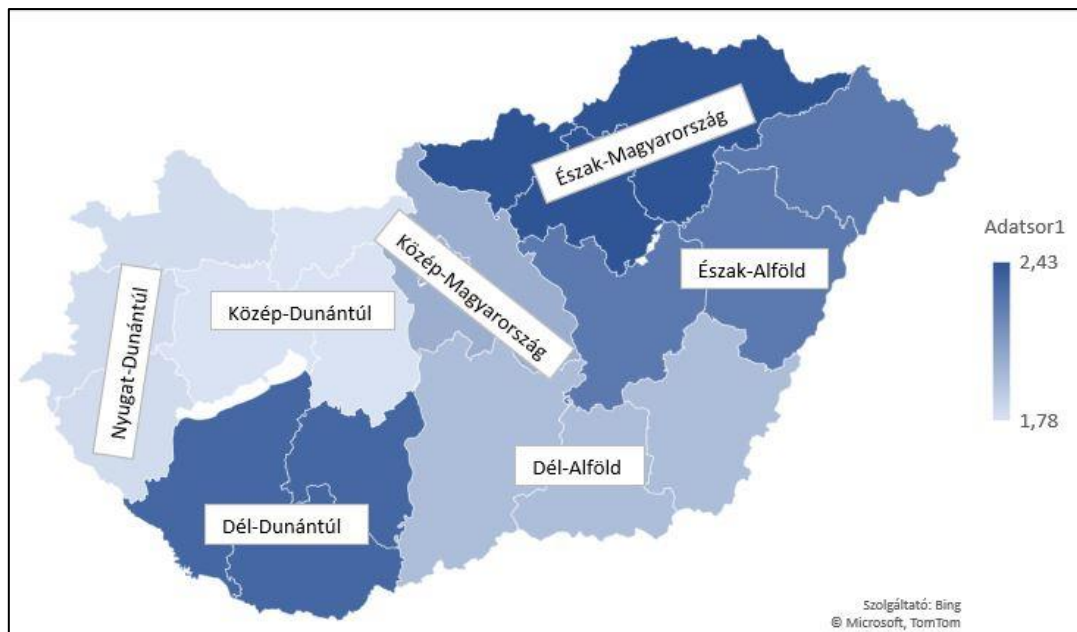 Észak-Magyarország
Közép-Magyarország
Észak-Alföld
Nyugat-Dunántúl
Közép-Dunántúl
Dél-Alföld
Dél-Dunántúl
Adatsor1
2,43
1,78
Szolgáltató: Bing
© Microsoft, TomTom